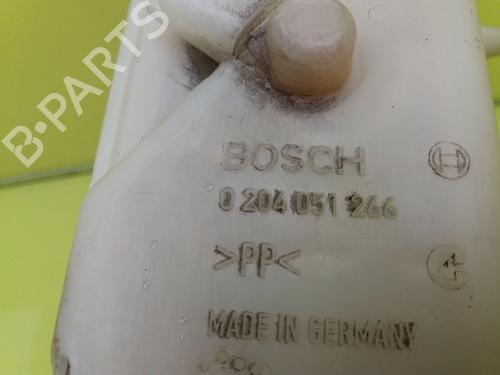 B-PARTS
BOSCH
0 204 051 266
>PP<
MADE IN GERMANY